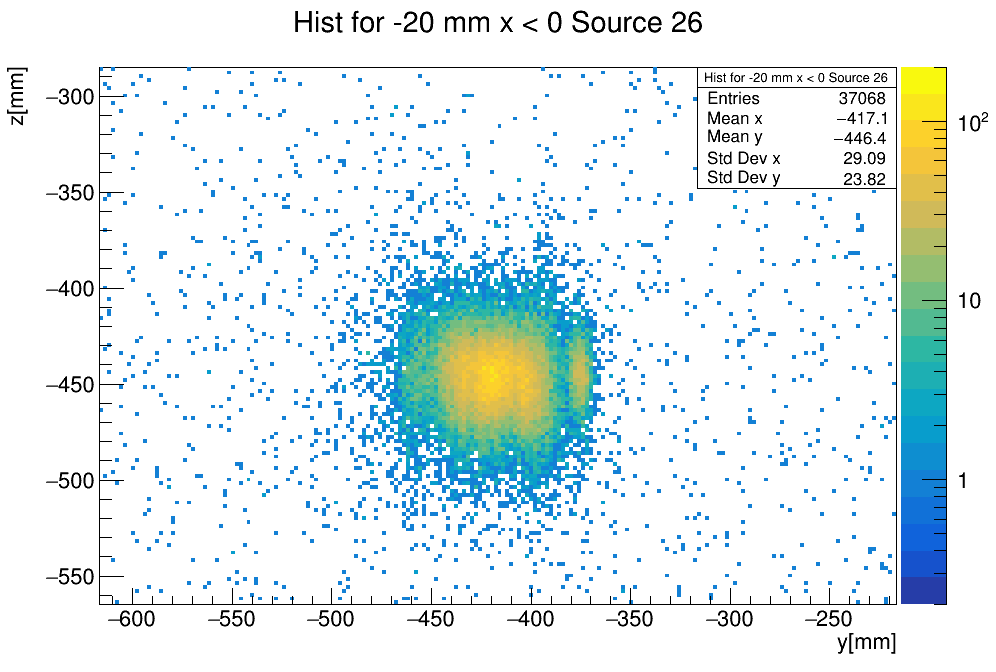 Hist for -20 mm x < 0 Source 26
z[mm]
Hist for -20 mm x < 0 Source 26
Entries 37068
Mean x −417.1
Mean y −446.4
Std Dev x 29.09
Std Dev y 23.82
−300
−350
−400
−450
−500
−550
10²
10
1
−600 −550 −500 −450 −400 −350 −300 −250
y[mm]